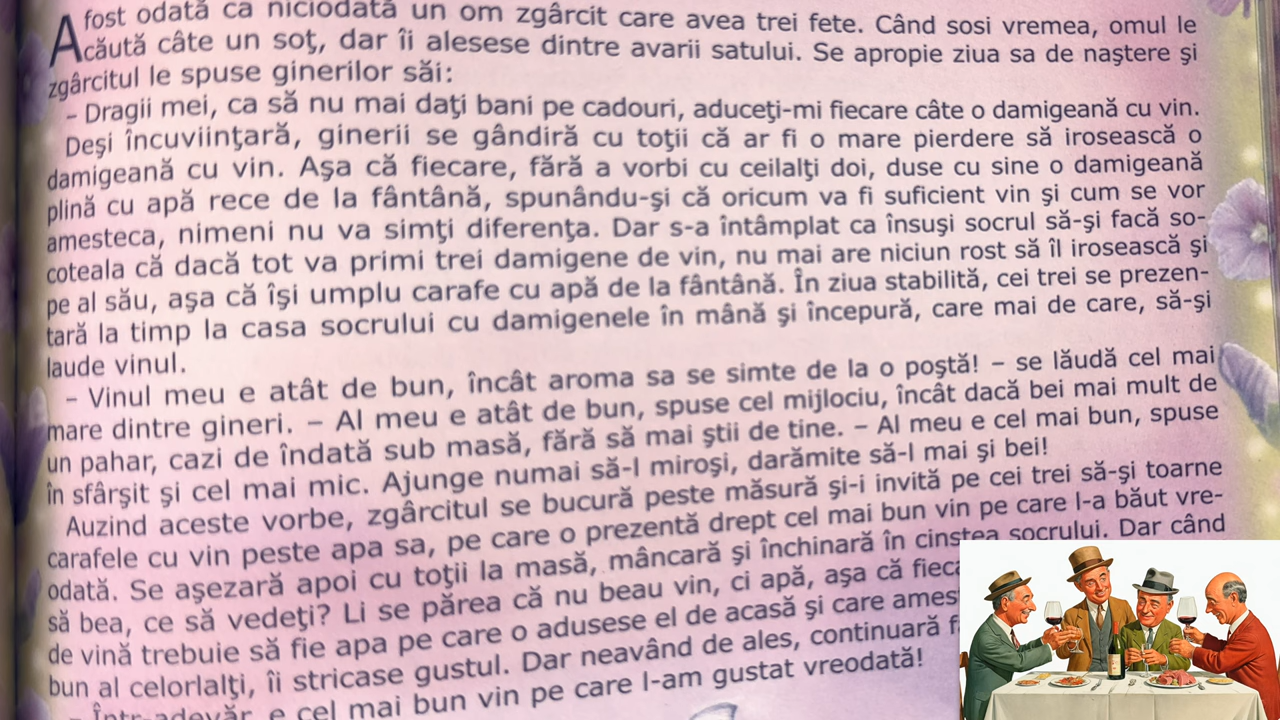 A fost odată ca niciodată un om zgârcit care avea trei fete. Când sosi vremea, omul le
căută câte un soţ, dar îi alesese dintre avarii satului. Se apropie ziua sa de naştere şi
zgârcitul le spuse ginerilor săi:
– Dragii mei, ca să nu mai daţi bani pe cadouri, aduceţi-mi fiecare câte o damigeană cu vin.
Deşi încuviinţară, ginerii se gândiră cu toţii că ar fi o mare pierdere să irosească o
damigeană cu vin. Aşa că fiecare, fără a vorbi cu ceilalţi doi, duse cu sine o damigeană
plină cu apă rece de la fântână, spunându-şi că oricum va fi suficient vin şi cum se vor
amesteca, nimeni nu va simţi diferenţa. Dar s-a întâmplat ca însuşi socrul să-şi facă so-
coteala că dacă tot va primi trei damigene de vin, nu mai are niciun rost să îl irosească şi
pe al său, aşa că îşi umplu carafe cu apă de la fântână. În ziua stabilită, cei trei se prezen-
tară la timp la casa socrului cu damigenele în mână şi începură, care mai de care, să-şi
laude vinul.
– Vinul meu e atât de bun, încât aroma sa se simte de la o poştă! – se lăudă cel mai
mare dintre gineri. – Al meu e atât de bun, spuse cel mijlociu, încât dacă bei mai mult de
un pahar, cazi de îndată sub masă, fără să mai ştii de tine. – Al meu e cel mai bun, spuse
în sfârşit şi cel mai mic. Ajunge numai să-l miroşi, darămite să-l mai şi bei!
Auzind aceste vorbe, zgârcitul se bucură peste măsură şi-i invită pe cei trei să-şi toarne
carafele cu vin peste apa sa, pe care o prezentă drept cel mai bun vin pe care l-a băut vre-
odată. Se aşezară apoi cu toţii la masă, mâncară şi închinară în cinstea socrului. Dar când
să bea, ce să vedeţi? Li se părea că nu beau vin, ci apă, aşa că
de vină trebuie să fie apa pe care o adusese el de acasă şi care
bun al celorlalţi, îi stricase gustul. Dar neavând de ales, continuară
– Într-adevăr, e cel mai bun vin pe care l-am gustat vreodată!